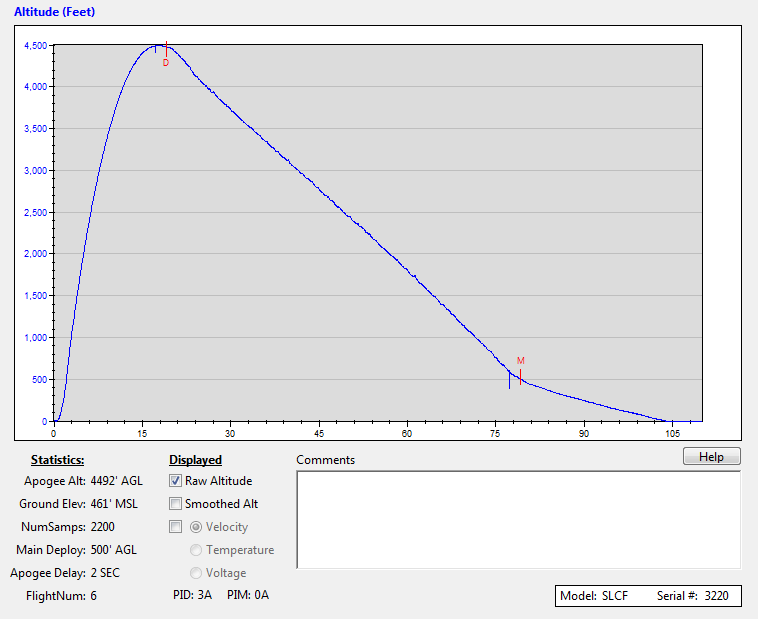 Altitude (Feet)
4,500
D
4,000
3,500
3,000
2,500
2,000
1,500
1,000
M
500
0
0 15 30 45 60 75 90 105
Statistics: Displayed Comments Help
Apogee Alt: 4492' AGL Raw Altitude
Ground Elev: 461' MSL Smoothed Alt
NumSamps: 2200 Velocity
Main Deploy: 500' AGL Temperature
Apogee Delay: 2 SEC Voltage
FlightNum: 6 PID: 3A PIM: 0A Model: SLCF Serial #: 3220